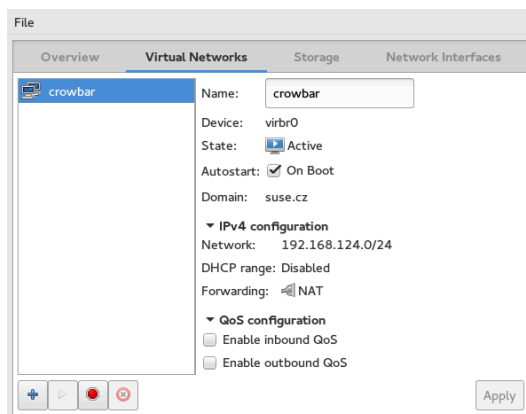 File
Overview Virtual Networks Storage Network Interfaces
crowbar
Name: crowbar
Device: virbr0
State: Active
Autostart: On Boot
Domain: suse.cz
IPv4 configuration
Network: 192.168.124.0/24
DHCP range: Disabled
Forwarding: NAT
QoS configuration
Enable inbound QoS
Enable outbound QoS
Apply